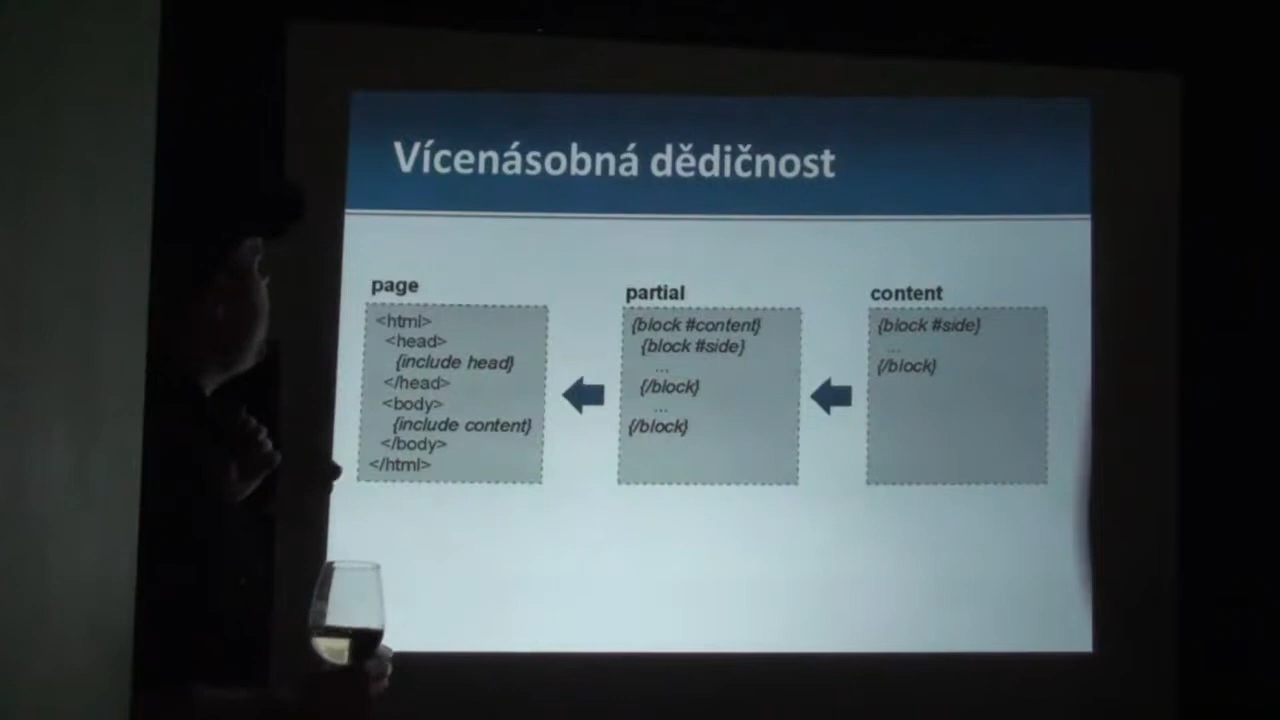 Vícenásobná dědičnost
page
<html>
<head>
{include head}
</head>
<body>
{include content}
</body>
</html>
partial
{block #content}
{block #side}
...
{/block}
...
{/block}
content
{block #side}
...
{/block}